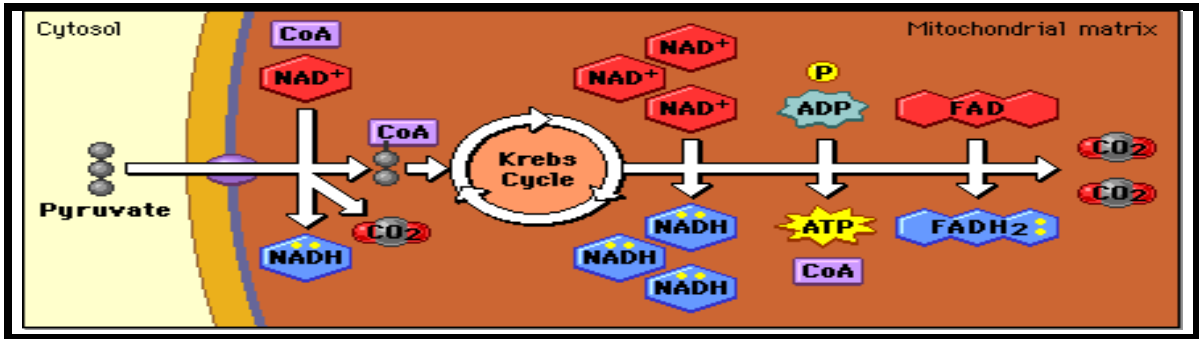 Cytosol
Mitochondrial matrix
CoA
NAD+
Pyruvate
CoA
NADH
CO2
Krebs
Cycle
NAD+
NAD+
NAD+
NADH
NADH
NADH
P
ADP
ATP
CoA
FAD
FADH2
CO2
CO2